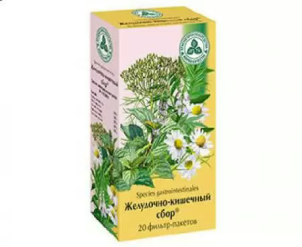 Species gastrointestinales
Желудочно-кишечный
сбор®
20 фильтр-пакетов